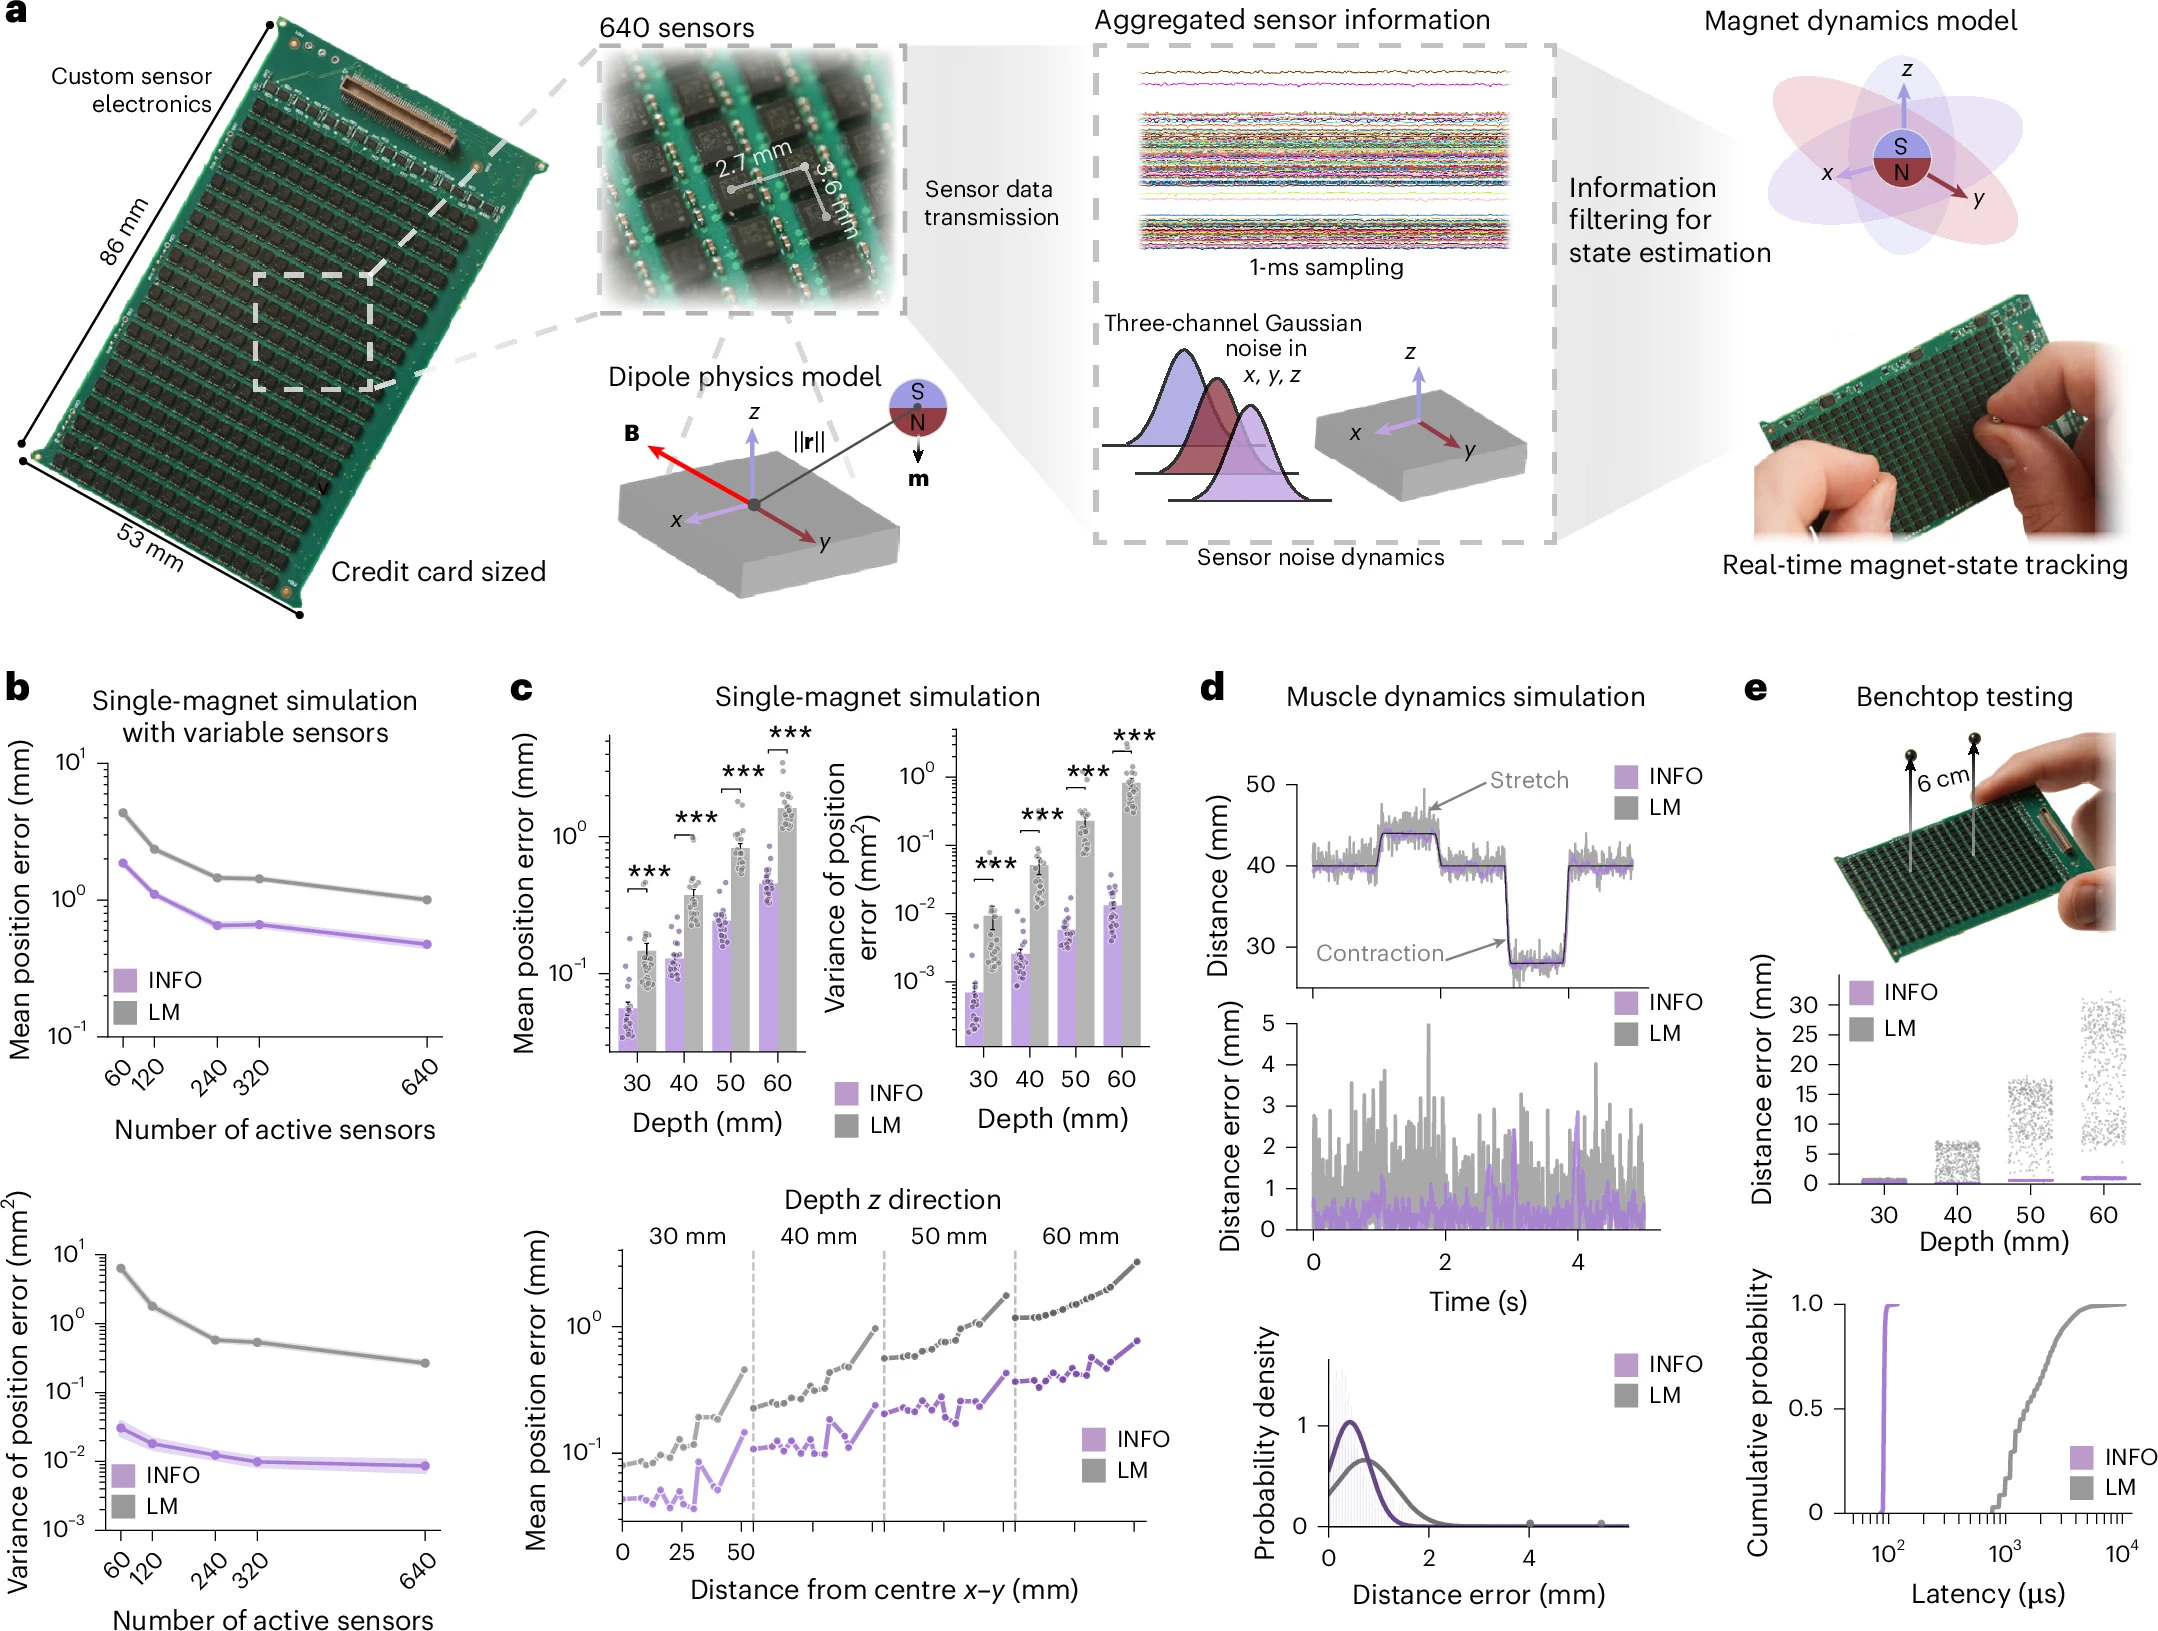 a
Custom sensor
electronics
86 mm
53 mm
Credit card sized
640 sensors
2.7 mm
3.6 mm
Dipole physics model
B
z
x
y
||r||
S
N
m
Sensor data
transmission
Aggregated sensor information
1-ms sampling
Three-channel Gaussian
noise in
x, y, z
z
x
y
Sensor noise dynamics
Information
filtering for
state estimation
Magnet dynamics model
z
S
N
x
y
Real-time magnet-state tracking
b
Single-magnet simulation
with variable sensors
Mean position error (mm)
10¹
10⁰
10⁻¹
INFO
LM
60
120
240
320
640
Number of active sensors
Variance of position error (mm²)
10¹
10⁰
10⁻¹
10⁻²
10⁻³
INFO
LM
60
120
240
320
640
Number of active sensors
c
Single-magnet simulation
Mean position error (mm)
10⁰
10⁻¹
***
***
***
***
30 40 50 60
Depth (mm)
Variance of position
error (mm²)
10⁰
10⁻¹
10⁻²
10⁻³
***
***
***
***
30 40 50 60
Depth (mm)
INFO
LM
Depth z direction
30 mm 40 mm 50 mm 60 mm
Mean position error (mm)
10⁰
10⁻¹
INFO
LM
0 25 50
Distance from centre x–y (mm)
d
Muscle dynamics simulation
Distance (mm)
50
40
30
Stretch
Contraction
INFO
LM
Distance error (mm)
5
4
3
2
1
0
INFO
LM
0 2 4
Time (s)
Probability density
1
0
INFO
LM
0 2 4
Distance error (mm)
e
Benchtop testing
6 cm
Distance error (mm)
30
25
20
15
10
5
0
INFO
LM
30 40 50 60
Depth (mm)
Cumulative probability
1.0
0.5
0
INFO
LM
10² 10³ 10⁴
Latency (µs)